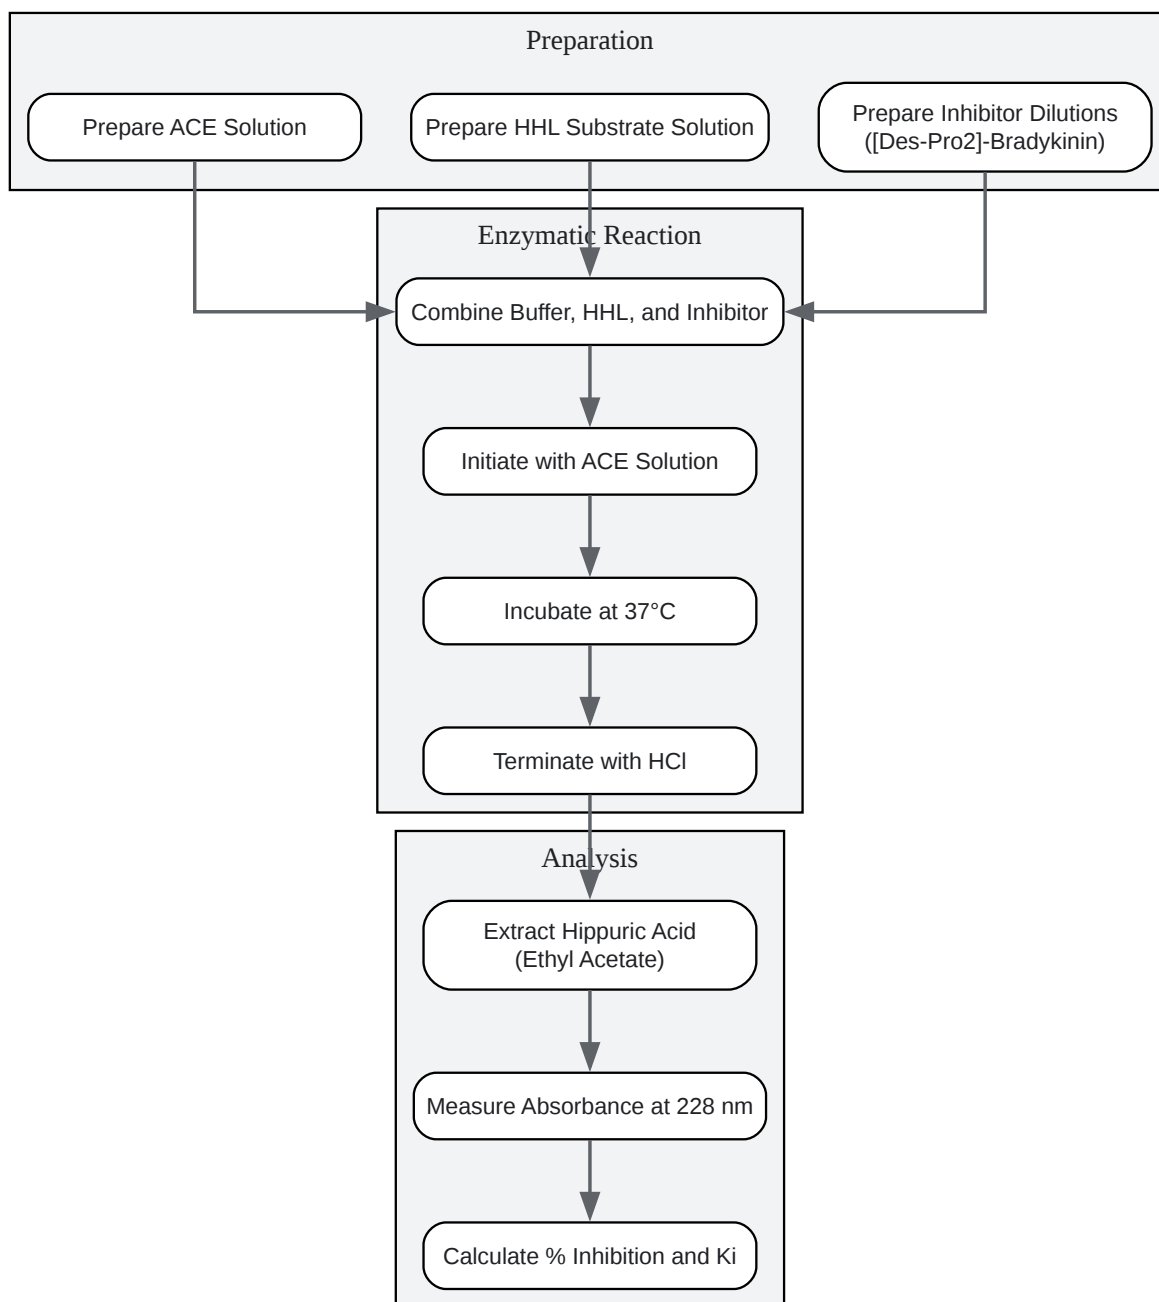 Preparation
Prepare ACE Solution
Prepare HHL Substrate Solution
Prepare Inhibitor Dilutions
([Des-Pro2]-Bradykinin)
Enzymatic Reaction
Combine Buffer, HHL, and Inhibitor
Initiate with ACE Solution
Incubate at 37°C
Terminate with HCl
Analysis
Extract Hippuric Acid
(Ethyl Acetate)
Measure Absorbance at 228 nm
Calculate % Inhibition and Ki